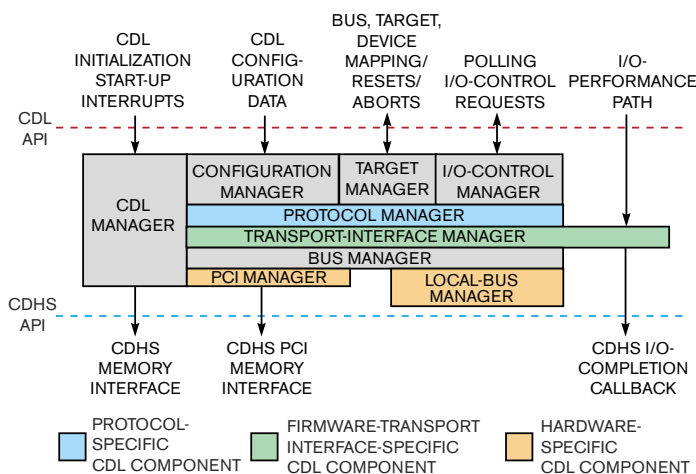 CDL
INITIALIZATION
START-UP
INTERRUPTS
CDL
CONFIG-
URATION
DATA
BUS, TARGET,
DEVICE
MAPPING/
RESETS/
ABORTS
POLLING
I/O-CONTROL
REQUESTS
I/O-
PERFORMANCE
PATH
CDL
API
CDL
MANAGER
CONFIGURATION
MANAGER
TARGET
MANAGER
I/O-CONTROL
MANAGER
PROTOCOL MANAGER
TRANSPORT-INTERFACE MANAGER
BUS MANAGER
PCI MANAGER
LOCAL-BUS
MANAGER
CDHS
API
CDHS
MEMORY
INTERFACE
CDHS PCI
MEMORY
INTERFACE
CDHS I/O-
COMPLETION
CALLBACK
PROTOCOL-
SPECIFIC
CDL COMPONENT
FIRMWARE-TRANSPORT
INTERFACE-SPECIFIC
CDL COMPONENT
HARDWARE-
SPECIFIC
CDL COMPONENT